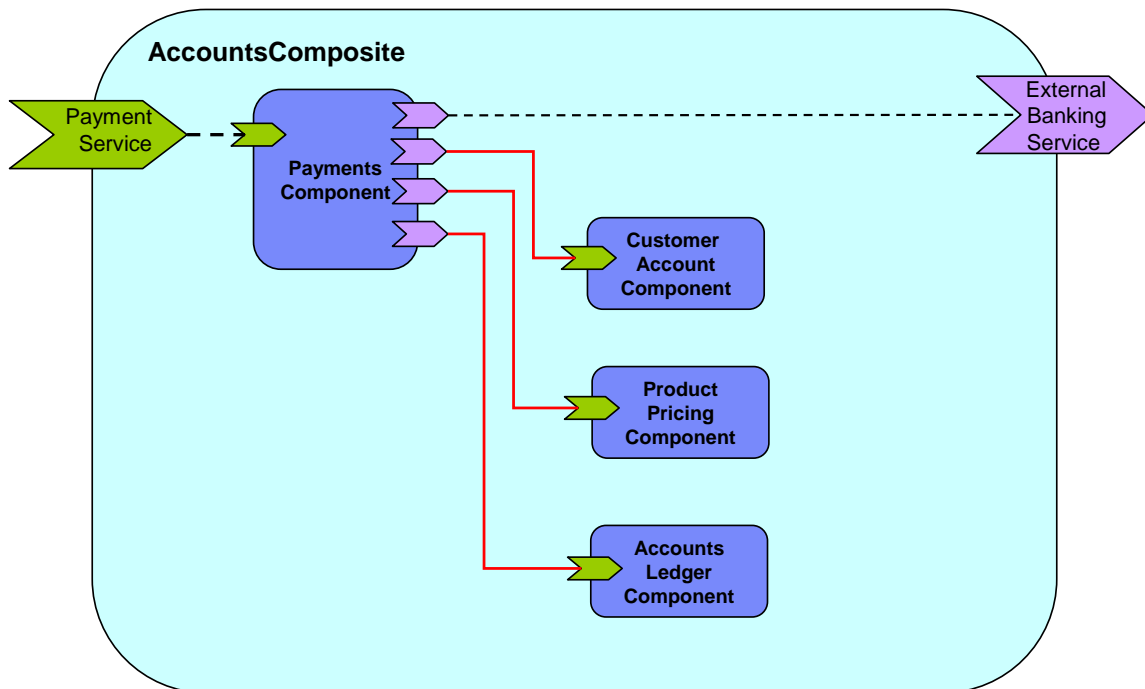 AccountsComposite
Payment
Service
Payments
Component
External
Banking
Service
Customer
Account
Component
Product
Pricing
Component
Accounts
Ledger
Component